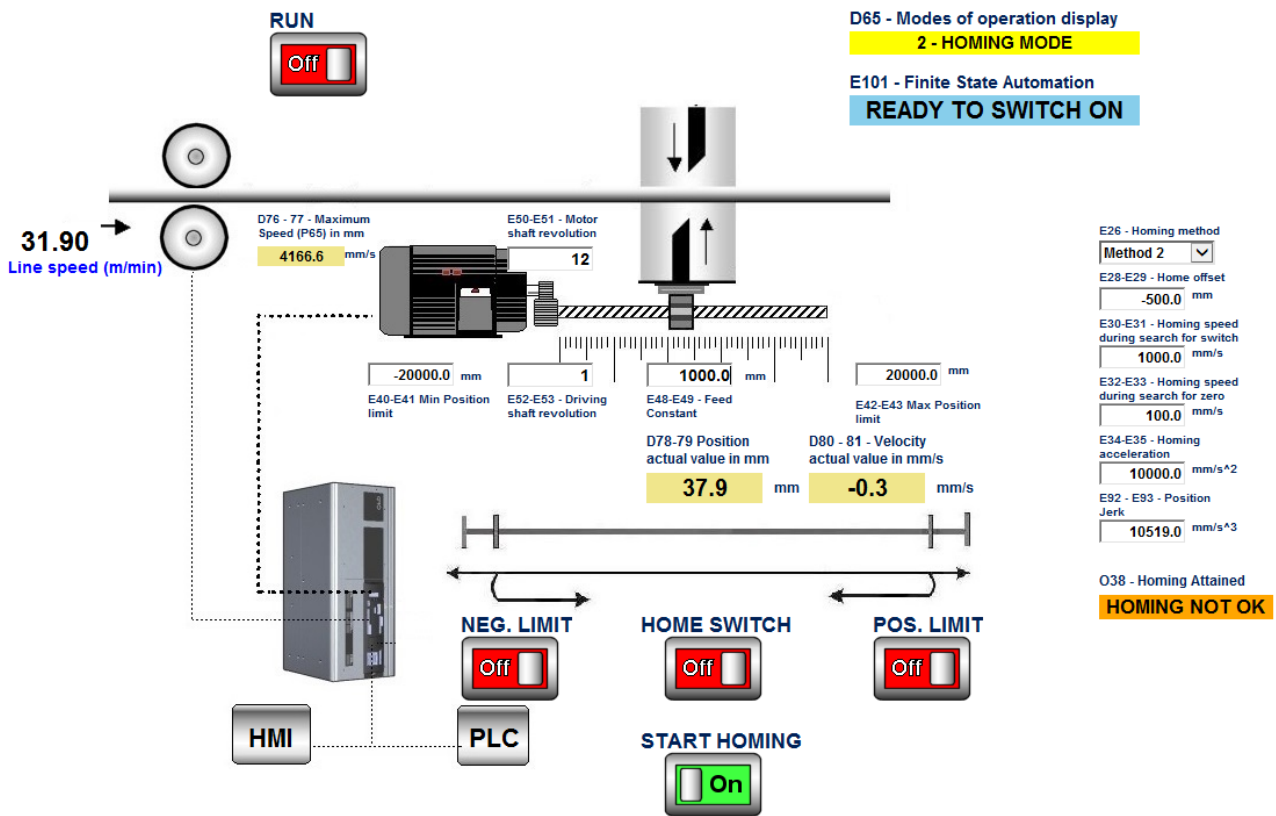 RUN
Off
D65 - Modes of operation display
2 - HOMING MODE
E101 - Finite State Automation
READY TO SWITCH ON
31.90
Line speed (m/min)
D76 - 77 - Maximum
Speed (P65) in mm
4166.6 mm/s
E50-E51 - Motor
shaft revolution
12
E26 - Homing method
Method 2
E28-E29 - Home offset
-500.0 mm
E30-E31 - Homing speed
during search for switch
1000.0 mm/s
E32-E33 - Homing speed
during search for zero
100.0 mm/s
E34-E35 - Homing
acceleration
10000.0 mm/s^2
E92 - E93 - Position
Jerk
10519.0 mm/s^3
O38 - Homing Attained
HOMING NOT OK
-20000.0 mm
E40-E41 Min Position
limit
1
E52-E53 - Driving
shaft revolution
1000.0 mm
E48-E49 - Feed
Constant
20000.0 mm
E42-E43 Max Position
limit
D78-79 Position
actual value in mm
37.9 mm
D80 - 81 - Velocity
actual value in mm/s
-0.3 mm/s
NEG. LIMIT
Off
HOME SWITCH
Off
POS. LIMIT
Off
HMI
PLC
START HOMING
On